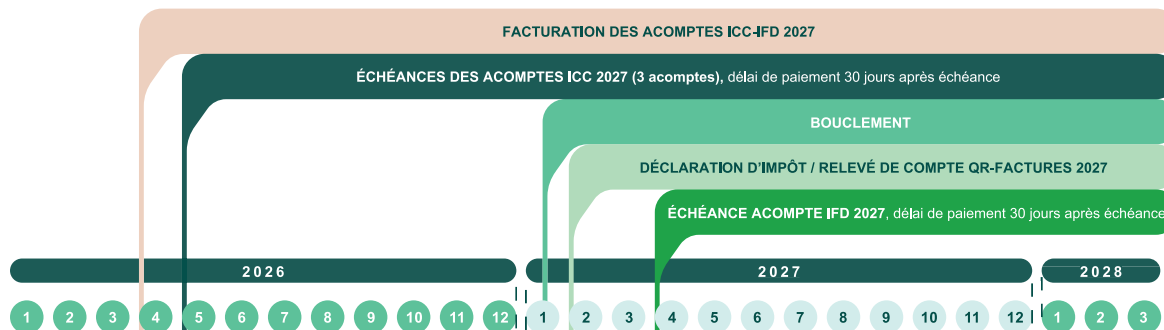 FACTURATION DES ACOMPTES ICC-IFD 2027
ÉCHÉANCES DES ACOMPTES ICC 2027 (3 acomptes), délai de paiement 30 jours après échéance
BOUCLEMENT
DÉCLARATION D'IMPÔT / RELEVÉ DE COMPTE QR-FACTURES 2027
ÉCHÉANCE ACOMPTE IFD 2027, délai de paiement 30 jours après échéance
2026 2027 2028
1 2 3 4 5 6 7 8 9 10 11 12 1 2 3 4 5 6 7 8 9 10 11 12 1 2 3